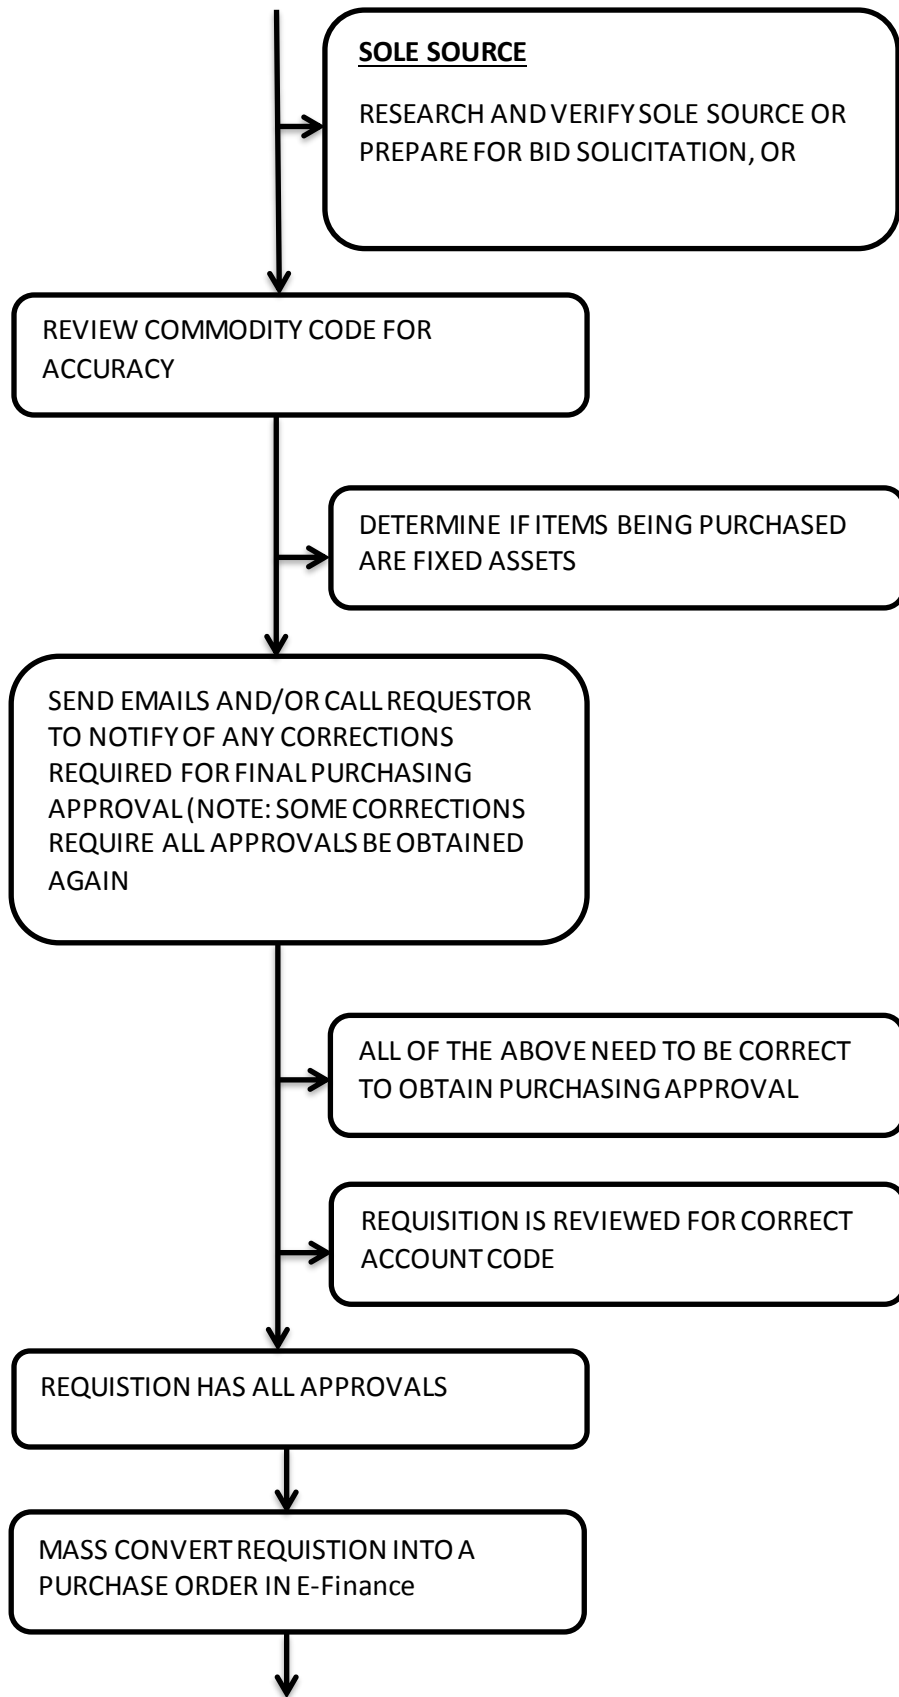 SOLE SOURCE
RESEARCH AND VERIFY SOLE SOURCE OR
PREPARE FOR BID SOLICITATION, OR
REVIEW COMMODITY CODE FOR
ACCURACY
DETERMINE IF ITEMS BEING PURCHASED
ARE FIXED ASSETS
SEND EMAILS AND/OR CALL REQUESTOR
TO NOTIFY OF ANY CORRECTIONS
REQUIRED FOR FINAL PURCHASING
APPROVAL (NOTE: SOME CORRECTIONS
REQUIRE ALL APPROVALS BE OBTAINED
AGAIN
ALL OF THE ABOVE NEED TO BE CORRECT
TO OBTAIN PURCHASING APPROVAL
REQUISITION IS REVIEWED FOR CORRECT
ACCOUNT CODE
REQUISTION HAS ALL APPROVALS
MASS CONVERT REQUISTION INTO A
PURCHASE ORDER IN E-Finance